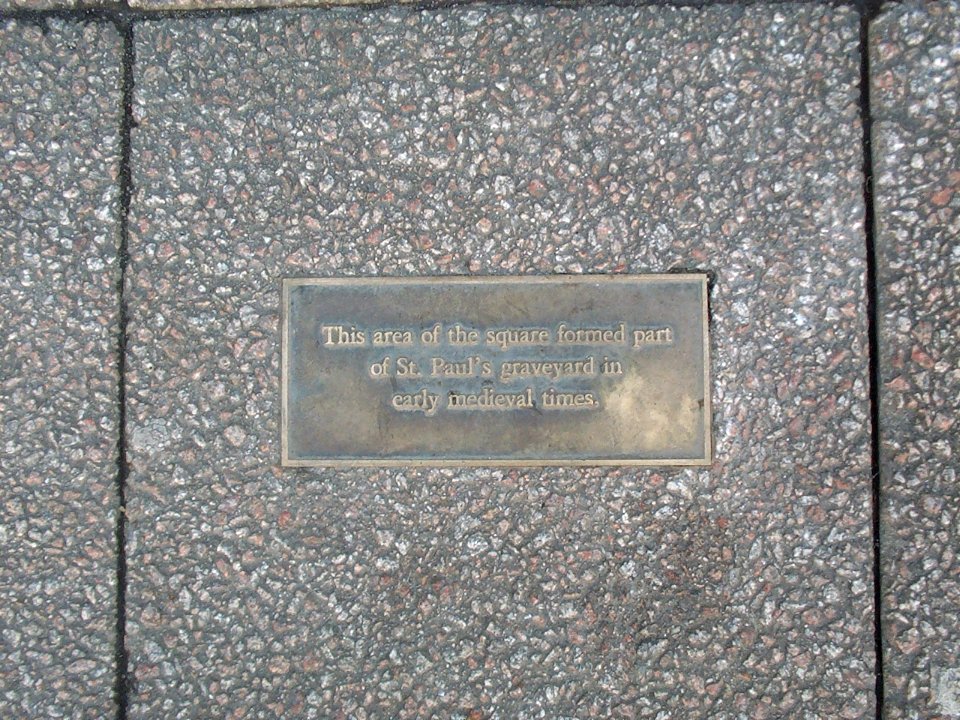 This area of the square formed part
of St. Paul's graveyard in
early medieval times.